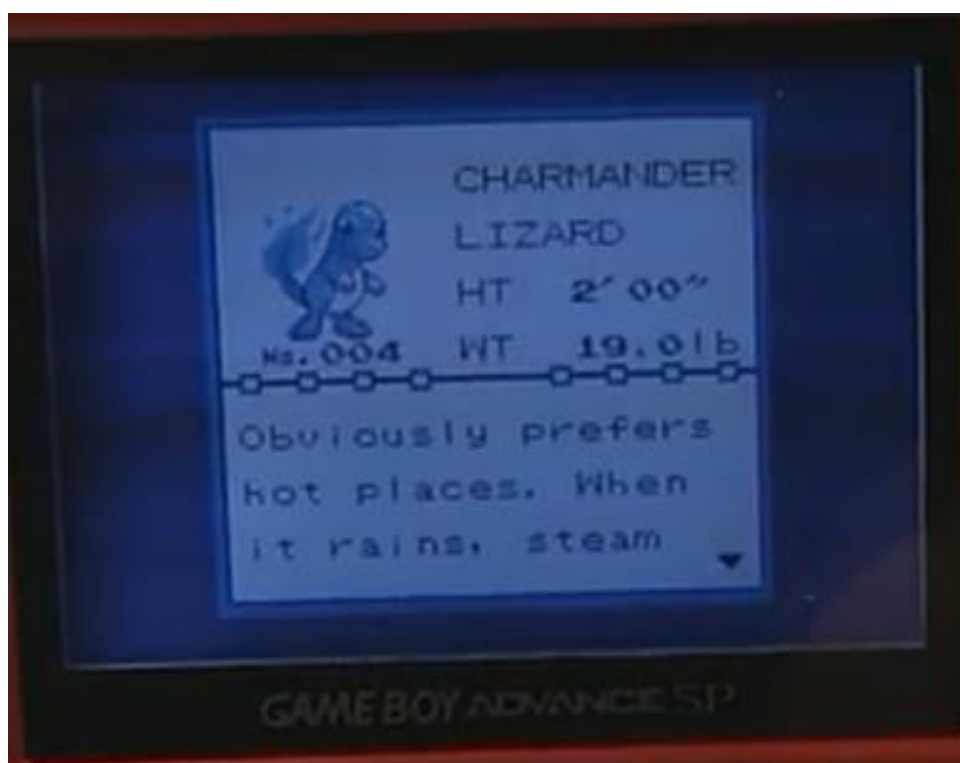 CHARMANDER
LIZARD
HT 2'00"
No.004 WT 19.0lb
Obviously prefers
hot places. When
it rains, steam
GAME BOY ADVANCE SP